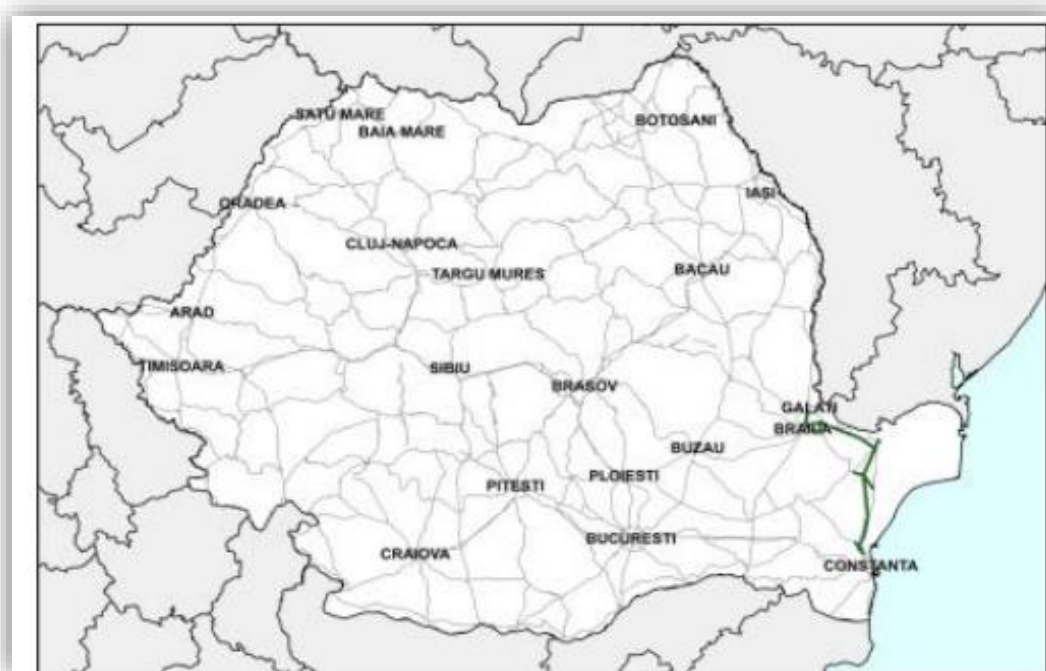 SATU MARE
BAIA MARE
BOTOSANI
IASI
ORADEA
CLUJ-NAPOCA
TARGU MURES
BACAU
ARAD
TIMISOARA
SIBIU
BRASOV
GALATI
BRAILA
BUZAU
PLOIESTI
PITESTI
BUCURESTI
CRAIOVA
CONSTANTA